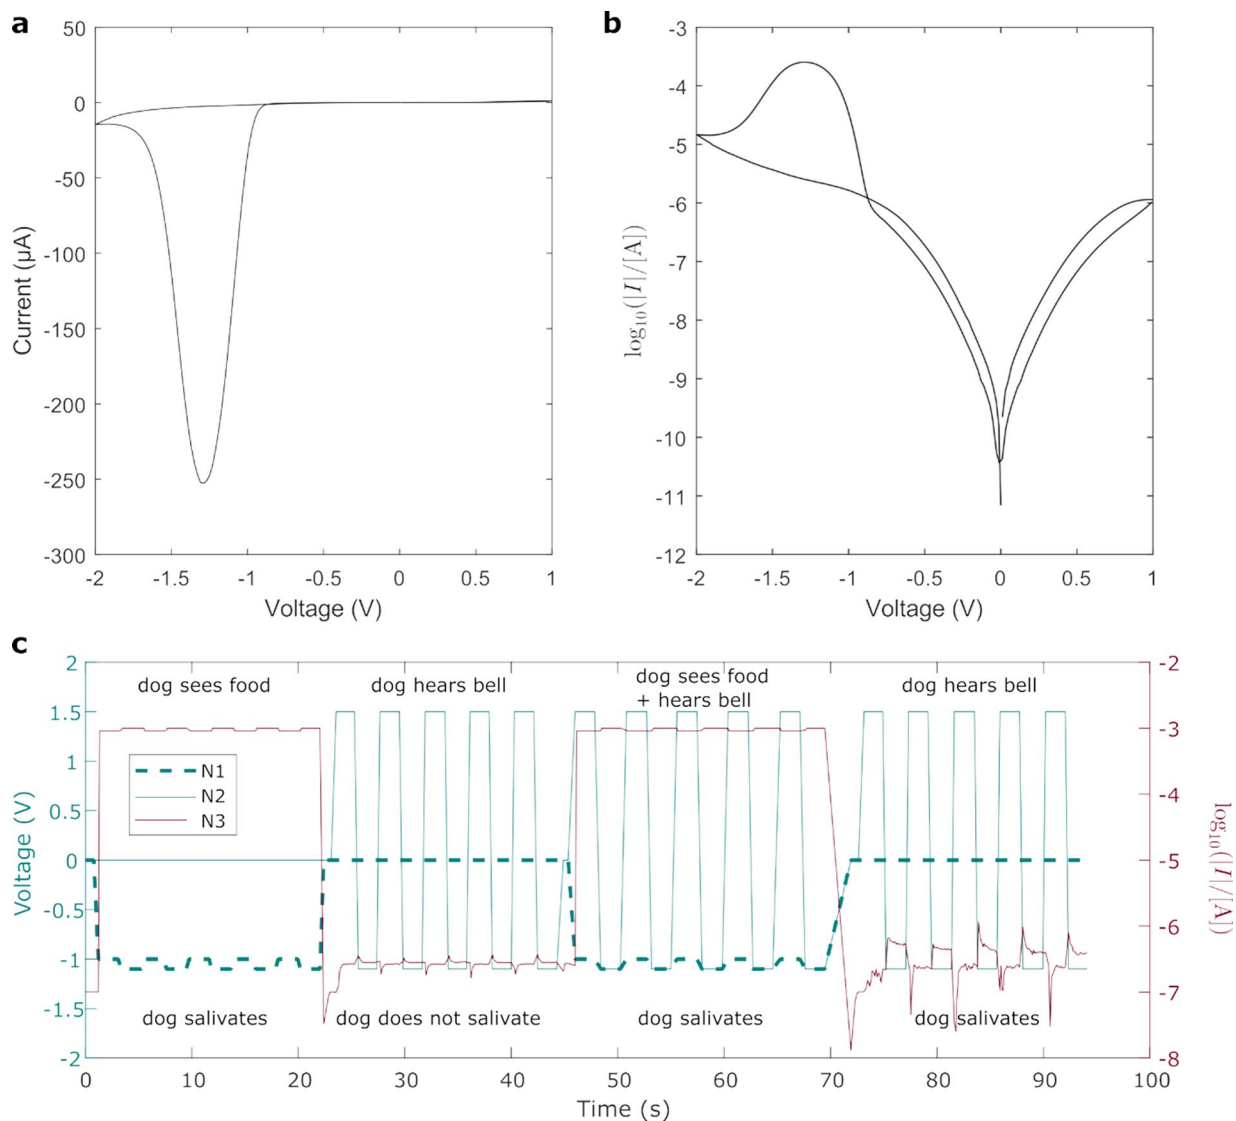 a
50
0
-50
-100
-150
-200
-250
-300
Current (µA)
-2
-1.5
-1
-0.5
0
0.5
1
Voltage (V)
b
-3
-4
-5
-6
-7
-8
-9
-10
-11
-12
log₁₀(|I|/[A])
-2
-1.5
-1
-0.5
0
0.5
1
Voltage (V)
c
2
1.5
1
0.5
0
-0.5
-1
-1.5
-2
Voltage (V)
dog sees food
dog hears bell
dog sees food
+ hears bell
dog hears bell
N1
N2
N3
dog salivates
dog does not salivate
dog salivates
dog salivates
-2
-3
-4
-5
-6
-7
-8
log₁₀(|I|/[A])
0
10
20
30
40
50
60
70
80
90
100
Time (s)